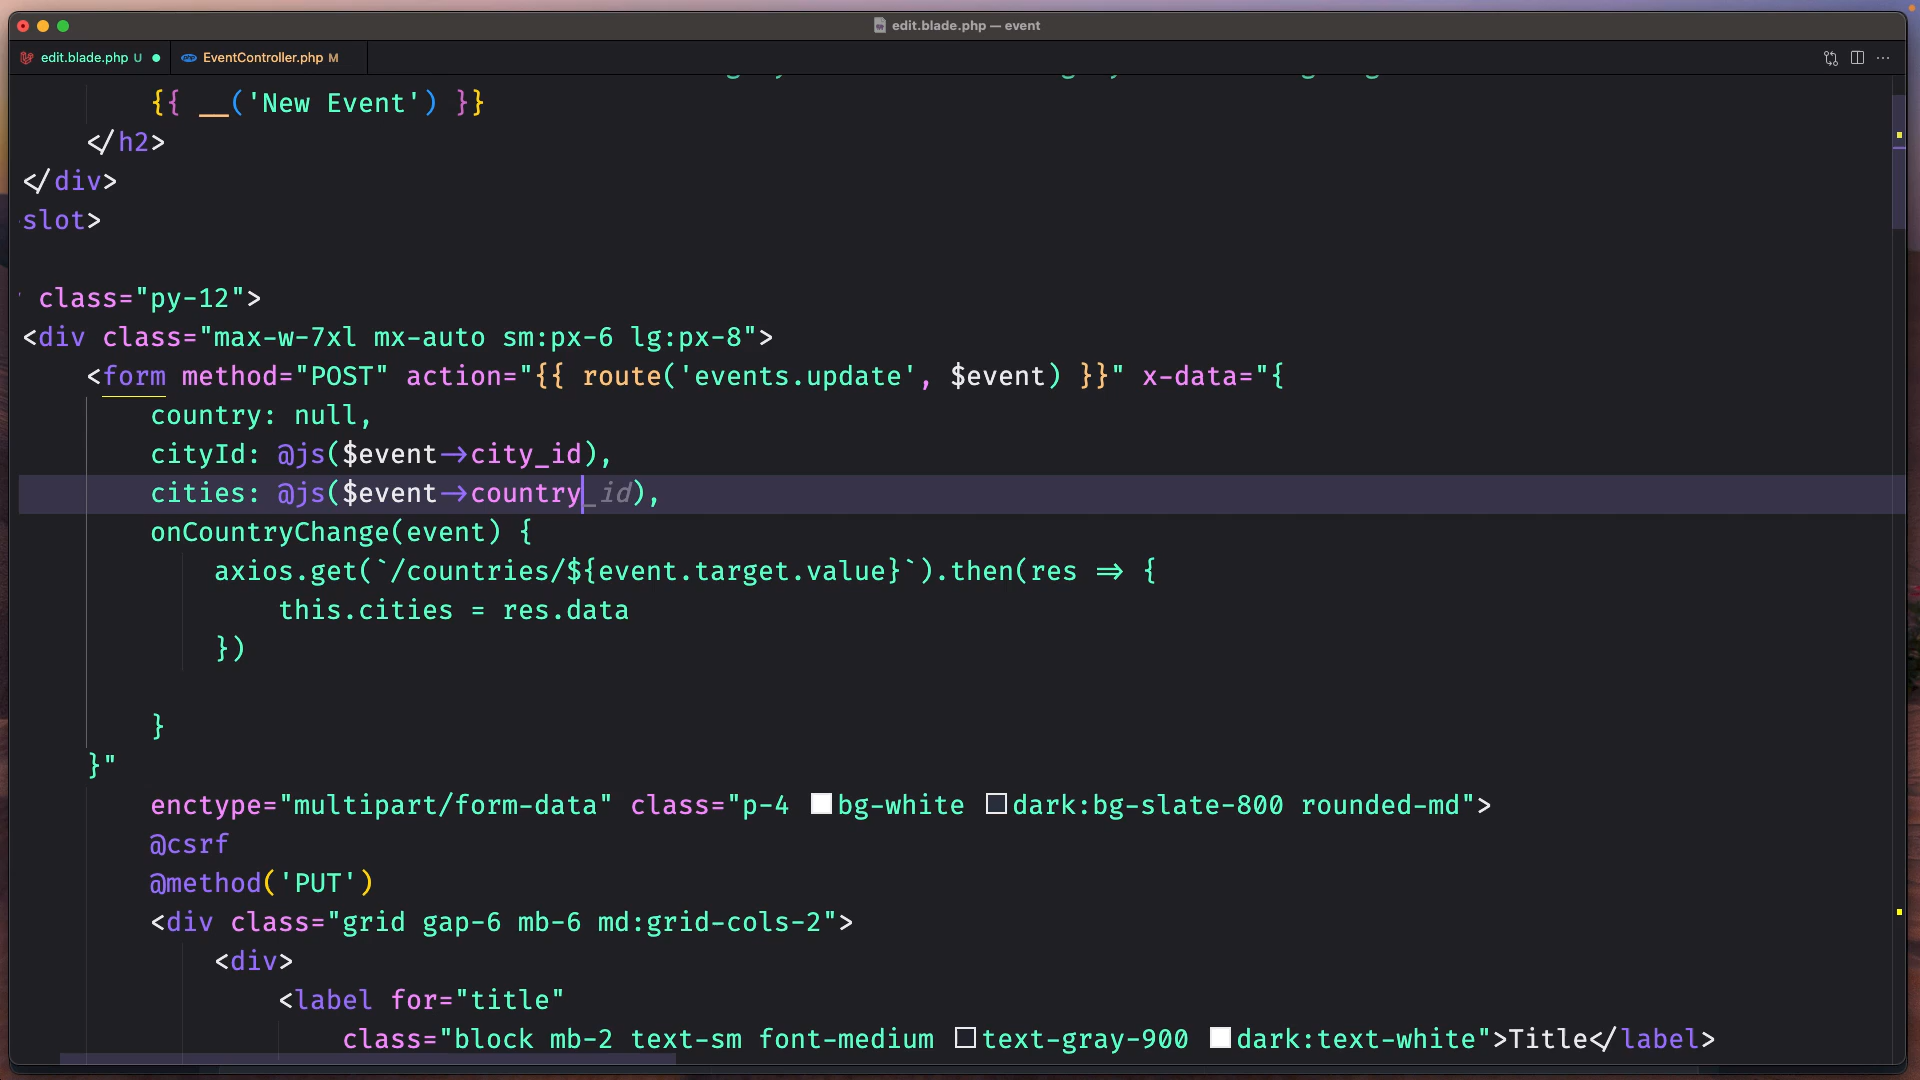 edit.blade.php — event
edit.blade.php U
EventController.php M
{{ __('New Event') }}
</h2>
</div>
slot>
class="py-12">
<div class="max-w-7xl mx-auto sm:px-6 lg:px-8">
<form method="POST" action="{{ route('events.update', $event) }}" x-data="{
country: null,
cityId: @js($event->city_id),
cities: @js($event->country_id),
onCountryChange(event) {
axios.get(`/countries/${event.target.value}`).then(res => {
this.cities = res.data
})
}
}"
enctype="multipart/form-data" class="p-4 bg-white dark:bg-slate-800 rounded-md">
@csrf
@method('PUT')
<div class="grid gap-6 mb-6 md:grid-cols-2">
<div>
<label for="title"
class="block mb-2 text-sm font-medium text-gray-900 dark:text-white">Title</label>